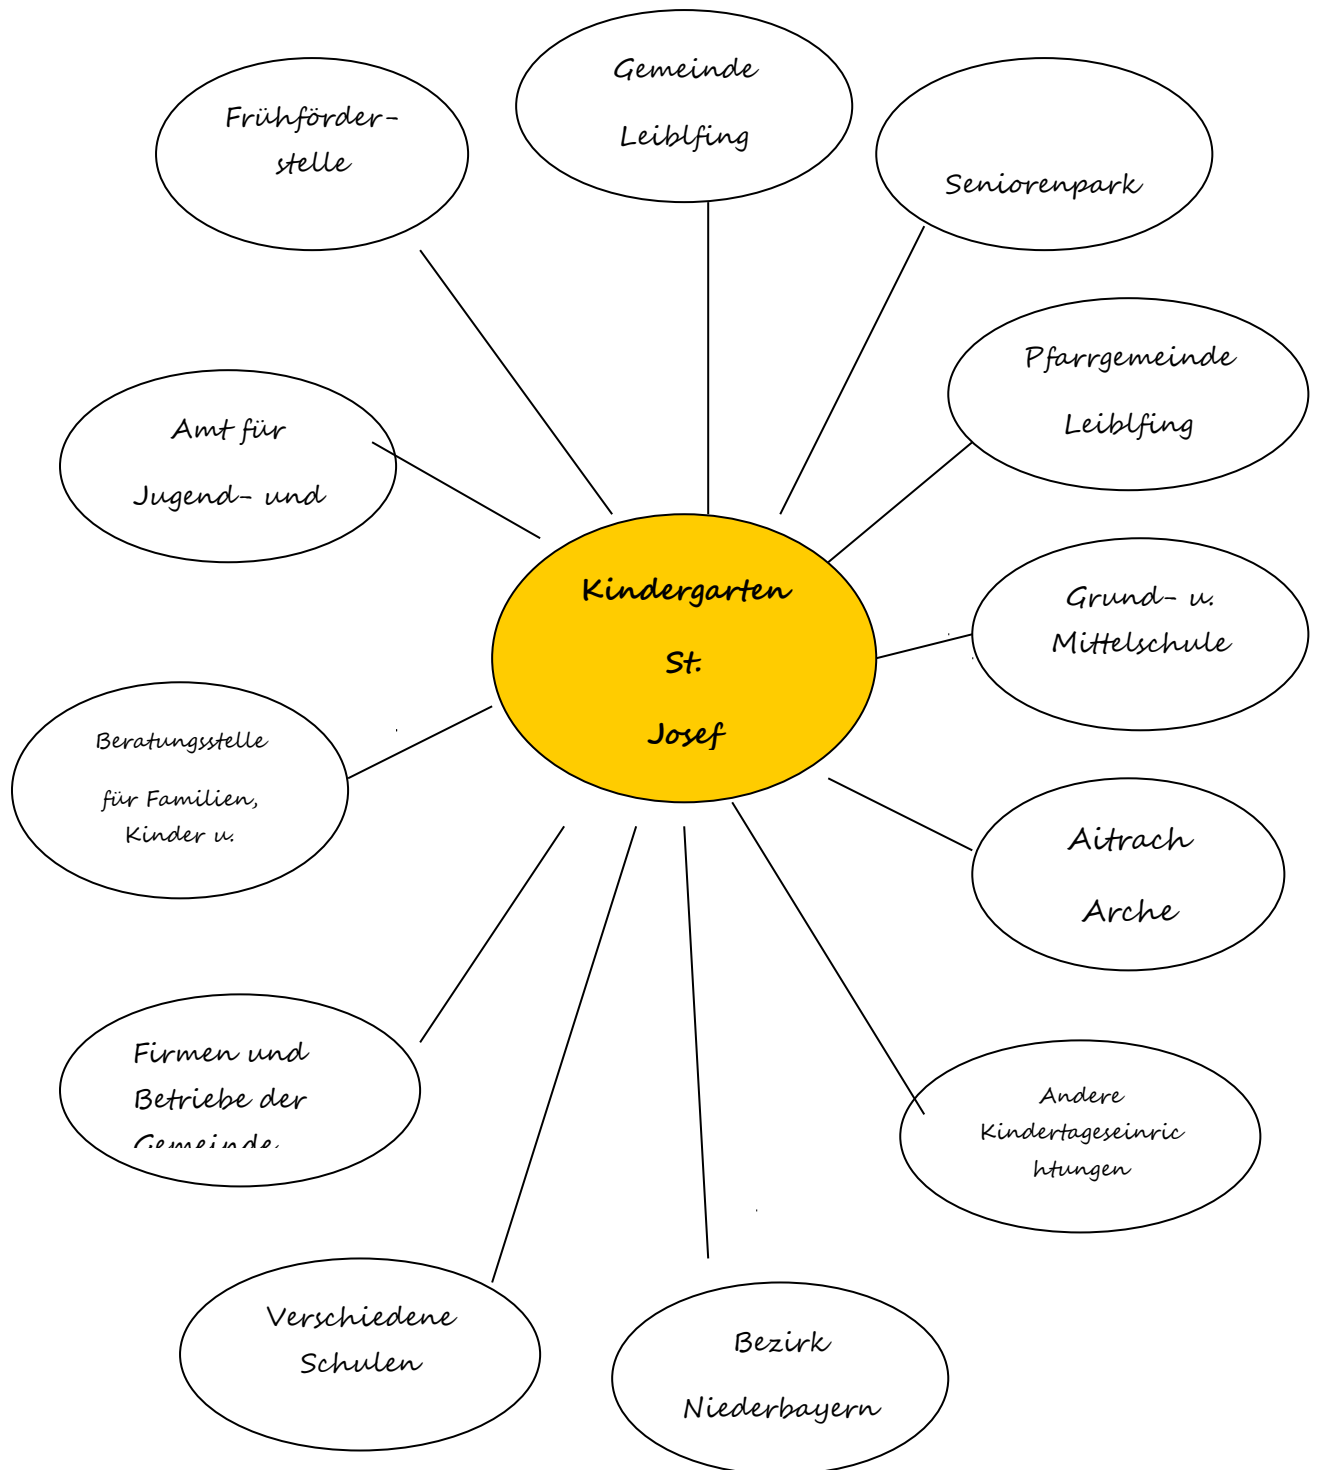 Gemeinde
Leiblfing
Frühförder-
stelle
Seniorenpark
Pfarrgemeinde
Leiblfing
Amt für
Jugend- und
Kindergarten
St.
Josef
Grund- u.
Mittelschule
Beratungsstelle
für Familien,
Kinder u.
Aitrach
Arche
Firmen und
Betriebe der
Gemeinde
Andere
Kindertageseinric
htungen
Verschiedene
Schulen
Bezirk
Niederbayern